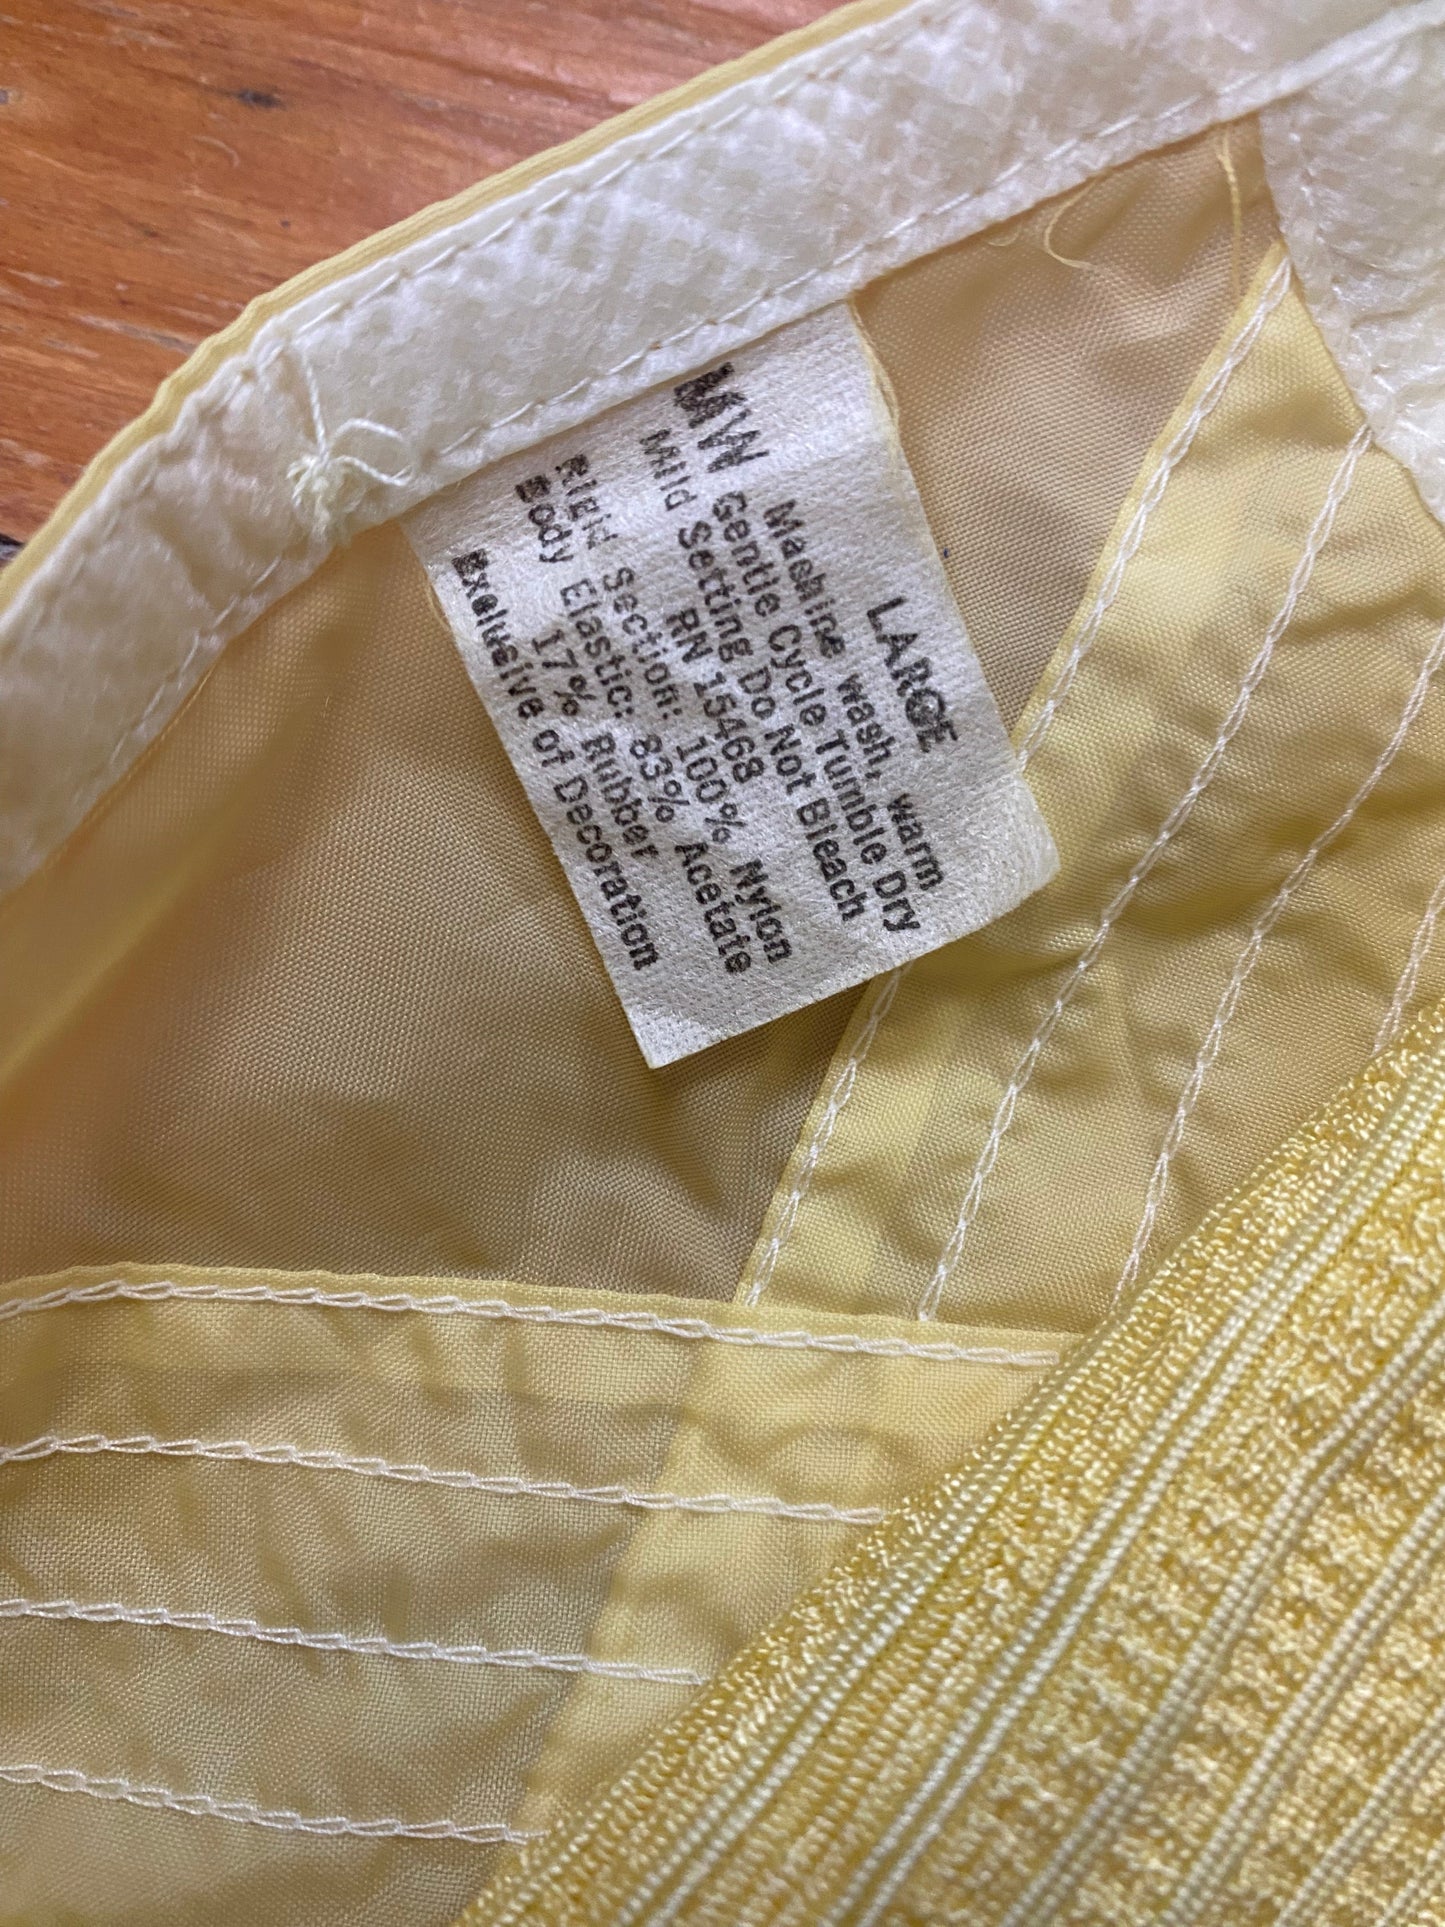 LARGE
Machine wash, warm
MW Gentle Cycle Tumble Dry
Mild Setting Do Not Bleach
RN 15468
Rigid Section: 100% Nylon
Body Elastic: 83% Acetate
17% Rubber
Exclusive of Decoration